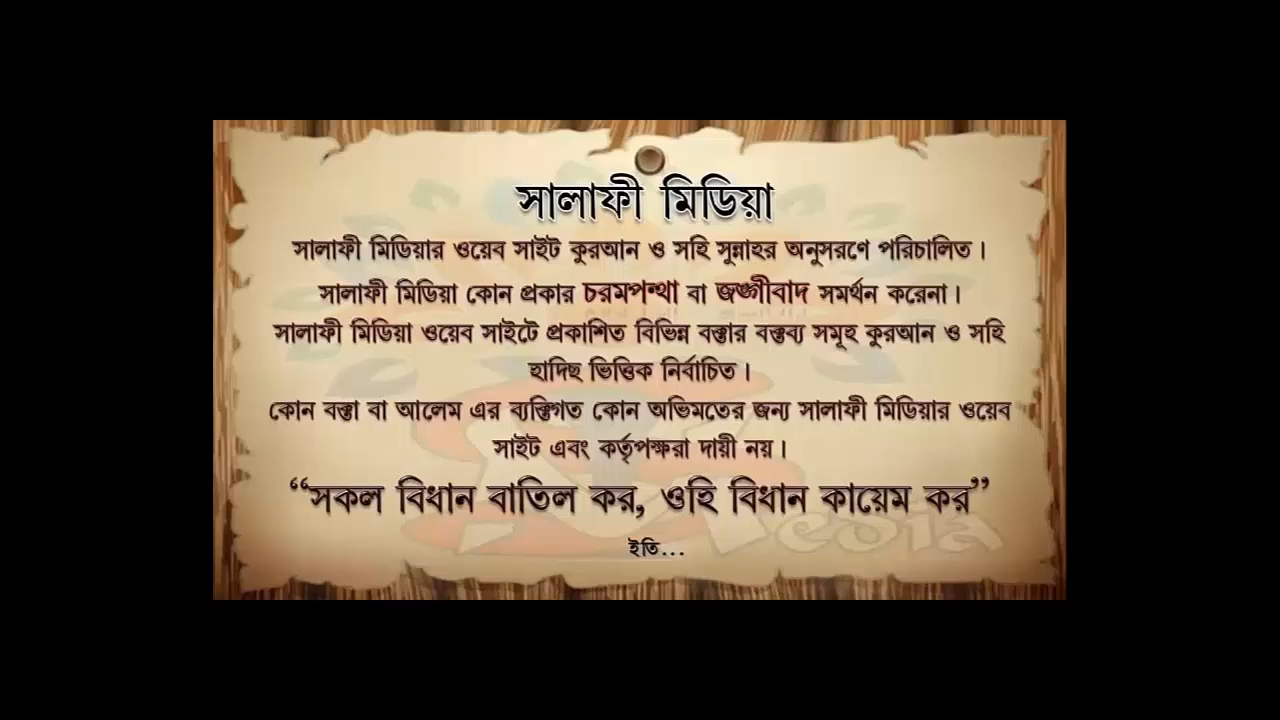 সালাফী মিডিয়া
সালাফী মিডিয়ার ওয়েব সাইট কুরআন ও সহি সুন্নাহর অনুসরণে পরিচালিত।
সালাফী মিডিয়া কোন প্রকার চরমপন্থা বা জঙ্গীবাদ সমর্থন করেনা।
সালাফী মিডিয়া ওয়েব সাইটে প্রকাশিত বিভিন্ন বক্তার বক্তব্য সমূহ কুরআন ও সহি
হাদিছ ভিত্তিক নির্বাচিত।
কোন বক্তা বা আলেম এর ব্যক্তিগত কোন অভিমতের জন্য সালাফী মিডিয়ার ওয়েব
সাইট এবং কর্তৃপক্ষরা দায়ী নয়।
“সকল বিধান বাতিল কর, ওহি বিধান কায়েম কর”
ইতি...